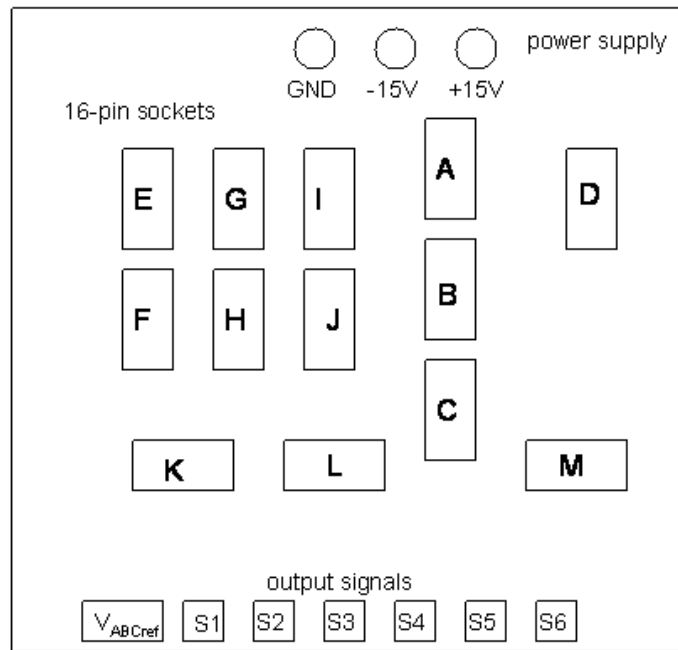 power supply
GND -15V +15V
16-pin sockets
A
E G I D
B
F H J
C
K L M
output signals
VABCref S1 S2 S3 S4 S5 S6